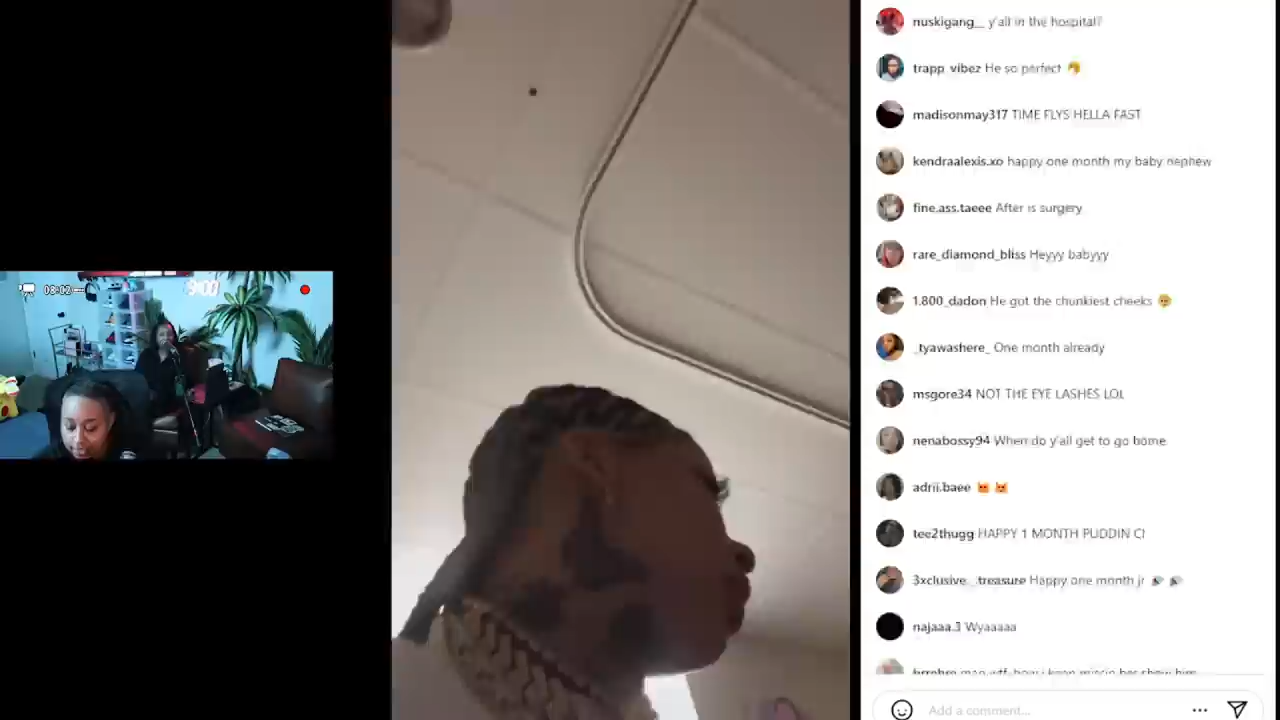 08:02
nuskigang__ y'all in the hospital?
trapp_vibez He so perfect
madisonmay317 TIME FLYS HELLA FAST
kendraalexis.xo happy one month my baby nephew
fine.ass.taeee After is surgery
rare_diamond_bliss Heyyy babyyy
1.800_dadon He got the chunkiest cheeks
_tyawashere_ One month already
msgore34 NOT THE EYE LASHES LOL
nenabossy94 When do y'all get to go home
adrii.baee
tee2thugg HAPPY 1 MONTH PUDDIN C!
3xclusive__treasure Happy one month jr
najaaa.3 Wyaaaaa
Add a comment...